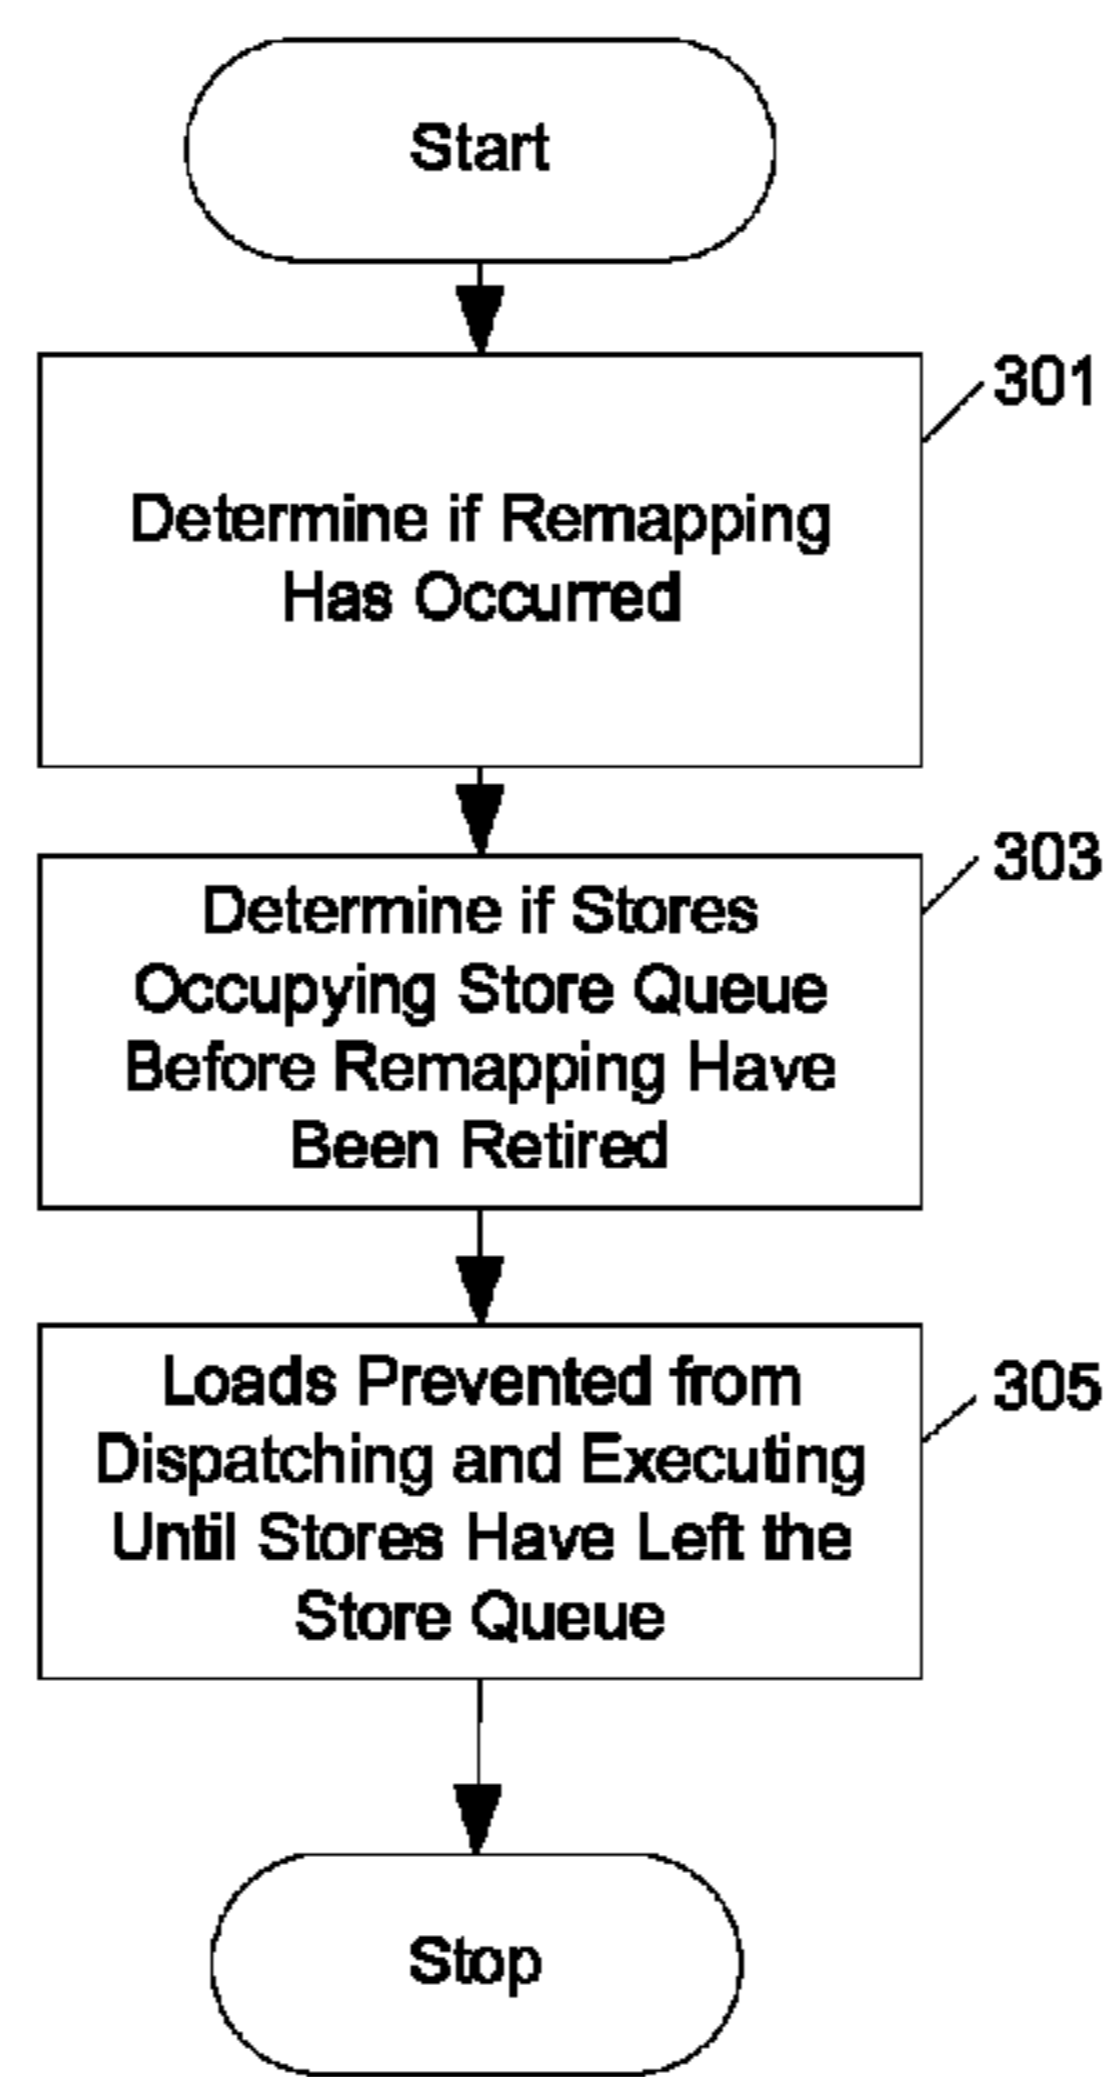 Start
301
Determine if Remapping
Has Occurred
303
Determine if Stores
Occupying Store Queue
Before Remapping Have
Been Retired
305
Loads Prevented from
Dispatching and Executing
Until Stores Have Left the
Store Queue
Stop